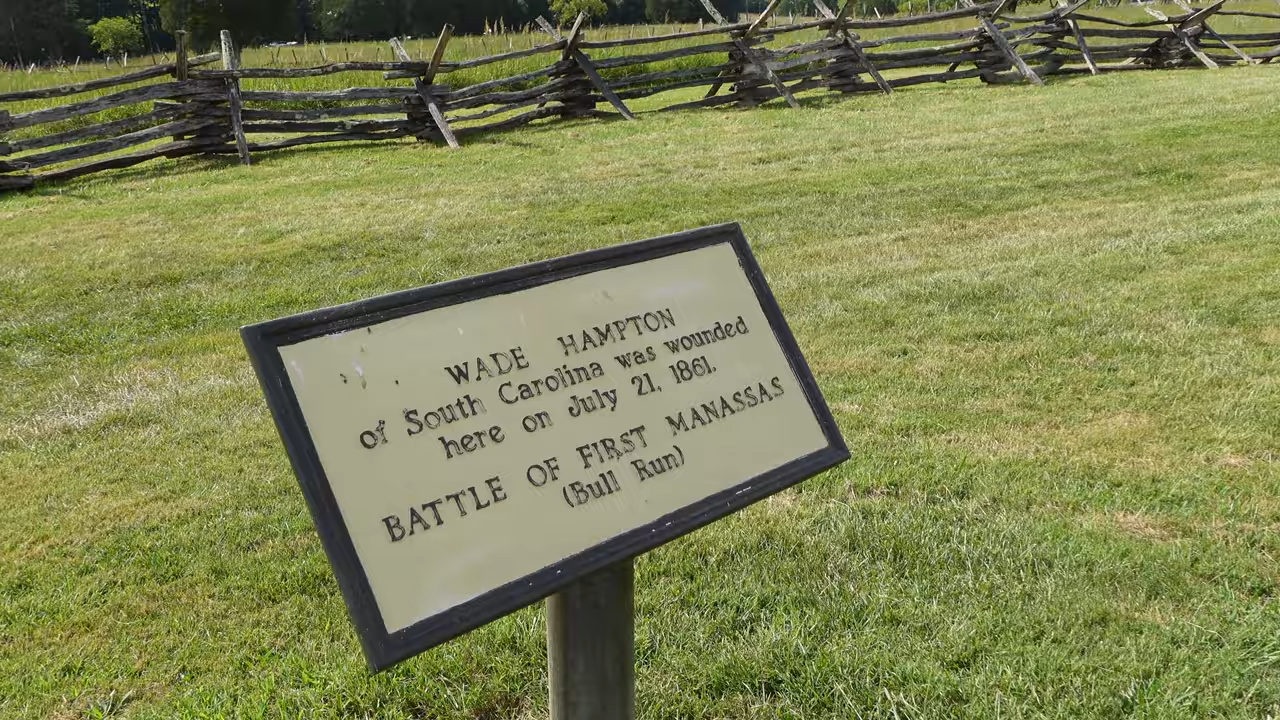 WADE HAMPTON
of South Carolina was wounded
here on July 21, 1861.
BATTLE OF FIRST MANASSAS
(Bull Run)